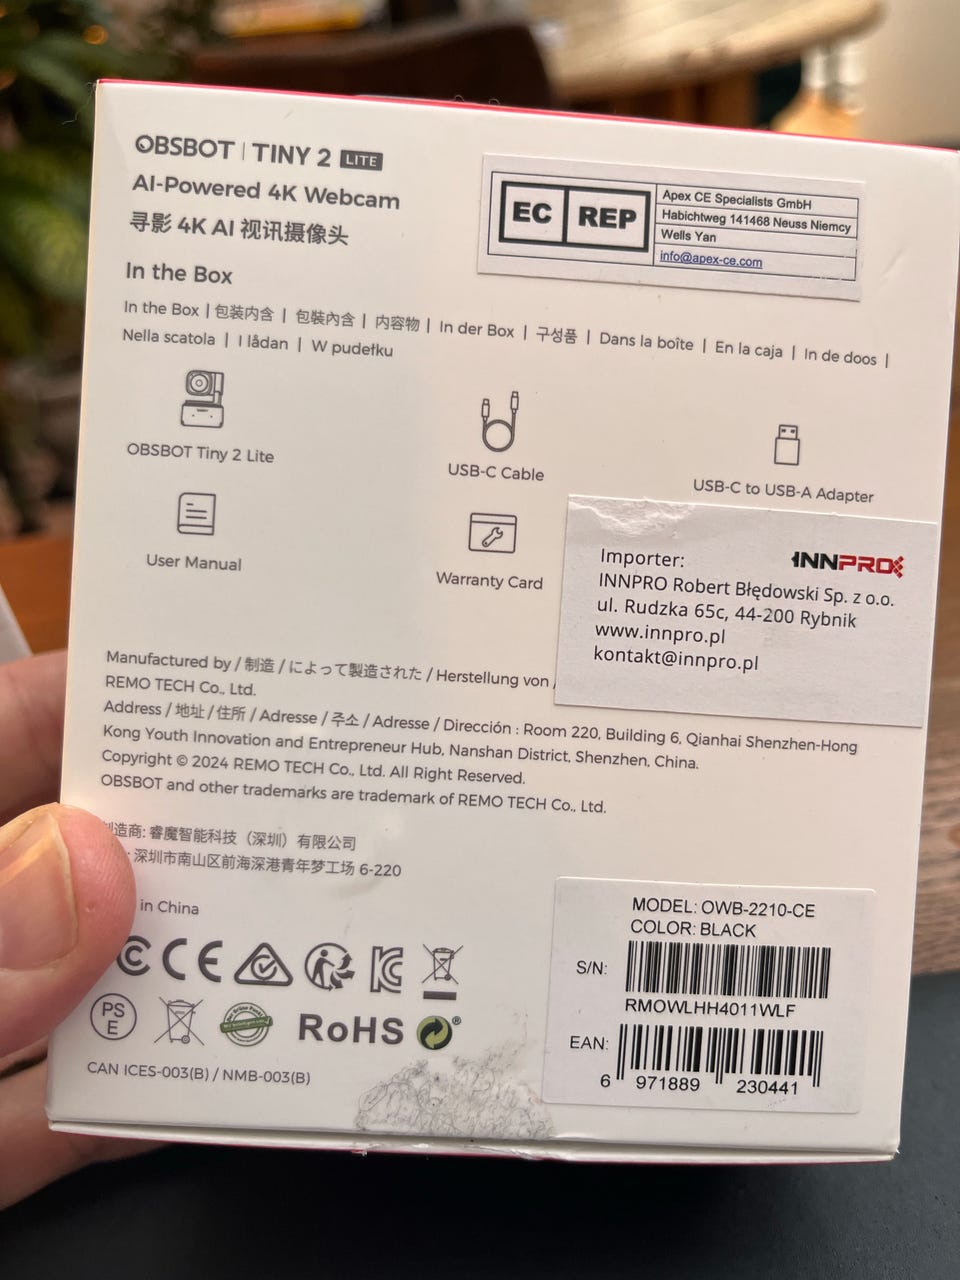 OBSBOT | TINY 2 LITE
AI-Powered 4K Webcam
寻影 4K AI 视讯摄像头
EC REP
Apex CE Specialists GmbH
Habichtweg 141468 Neuss Niemcy
Wells Yan
info@apex-ce.com
In the Box
In the Box | 包装内含 | 包裝內含 | 内容物 | In der Box | 구성품 | Dans la boîte | En la caja | In de doos |
Nella scatola | I lådan | W pudełku
OBSBOT Tiny 2 Lite
USB-C Cable
USB-C to USB-A Adapter
User Manual
Warranty Card
Importer:
INNPRO
INNPRO Robert Błędowski Sp. z o.o.
ul. Rudzka 65c, 44-200 Rybnik
www.innpro.pl
kontakt@innpro.pl
Manufactured by / 制造 / によって製造された / Herstellung von /
REMO TECH Co., Ltd.
Address / 地址 / 住所 / Adresse / 주소 / Adresse / Dirección : Room 220, Building 6, Qianhai Shenzhen-Hong
Kong Youth Innovation and Entrepreneur Hub, Nanshan District, Shenzhen, China.
Copyright © 2024 REMO TECH Co., Ltd. All Right Reserved.
OBSBOT and other trademarks are trademark of REMO TECH Co., Ltd.
制造商: 睿魔智能科技（深圳）有限公司
: 深圳市南山区前海深港青年梦工场 6-220
in China
CE
PS
E
RoHS
CAN ICES-003(B) / NMB-003(B)
MODEL: OWB-2210-CE
COLOR: BLACK
S/N:
RMOWLHH4011WLF
EAN:
6 971889 230441